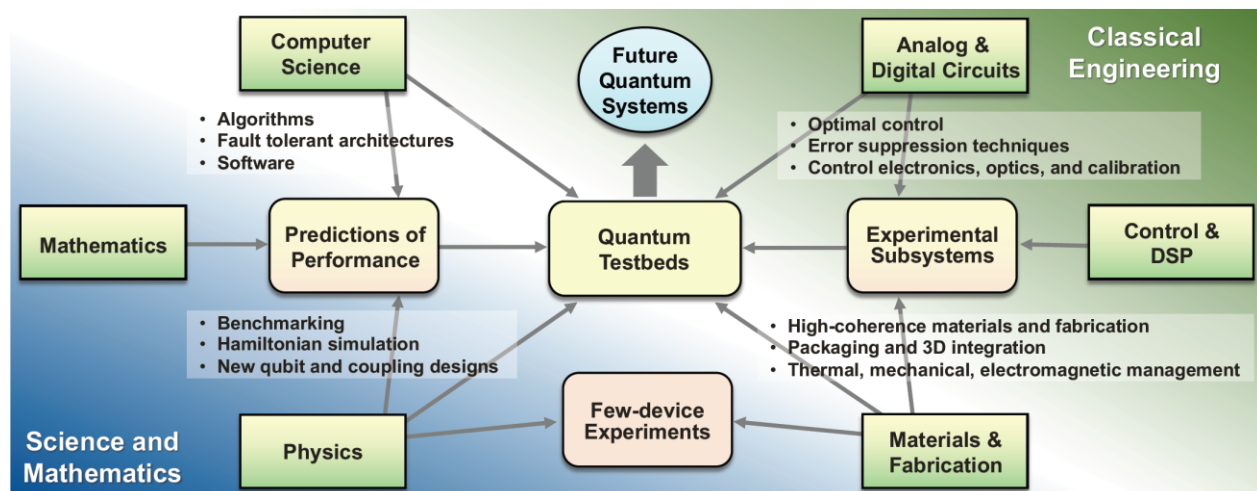 Computer
Science
Future
Quantum
Systems
Analog &
Digital Circuits
Classical
Engineering
• Algorithms
• Fault tolerant architectures
• Software
• Optimal control
• Error suppression techniques
• Control electronics, optics, and calibration
Mathematics
Predictions of
Performance
Quantum
Testbeds
Experimental
Subsystems
Control &
DSP
• Benchmarking
• Hamiltonian simulation
• New qubit and coupling designs
• High-coherence materials and fabrication
• Packaging and 3D integration
• Thermal, mechanical, electromagnetic management
Science and
Mathematics
Physics
Few-device
Experiments
Materials &
Fabrication